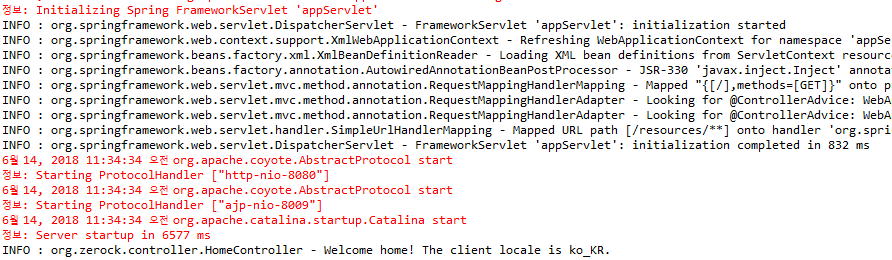 정보: Initializing Spring FrameworkServlet 'appServlet'
INFO : org.springframework.web.servlet.DispatcherServlet - FrameworkServlet 'appServlet': initialization started
INFO : org.springframework.web.context.support.XmlWebApplicationContext - Refreshing WebApplicationContext for namespace 'appSe
INFO : org.springframework.beans.factory.xml.XmlBeanDefinitionReader - Loading XML bean definitions from ServletContext resourc
INFO : org.springframework.beans.factory.annotation.AutowiredAnnotationBeanPostProcessor - JSR-330 'javax.inject.Inject' annota
INFO : org.springframework.web.servlet.mvc.method.annotation.RequestMappingHandlerMapping - Mapped "{[/],methods=[GET]}" onto p
INFO : org.springframework.web.servlet.mvc.method.annotation.RequestMappingHandlerAdapter - Looking for @ControllerAdvice: WebA
INFO : org.springframework.web.servlet.mvc.method.annotation.RequestMappingHandlerAdapter - Looking for @ControllerAdvice: WebA
INFO : org.springframework.web.servlet.handler.SimpleUrlHandlerMapping - Mapped URL path [/resources/**] onto handler 'org.spri
INFO : org.springframework.web.servlet.DispatcherServlet - FrameworkServlet 'appServlet': initialization completed in 832 ms
6월 14, 2018 11:34:34 오전 org.apache.coyote.AbstractProtocol start
정보: Starting ProtocolHandler ["http-nio-8080"]
6월 14, 2018 11:34:34 오전 org.apache.coyote.AbstractProtocol start
정보: Starting ProtocolHandler ["ajp-nio-8009"]
6월 14, 2018 11:34:34 오전 org.apache.catalina.startup.Catalina start
정보: Server startup in 6577 ms
INFO : org.zerock.controller.HomeController - Welcome home! The client locale is ko_KR.